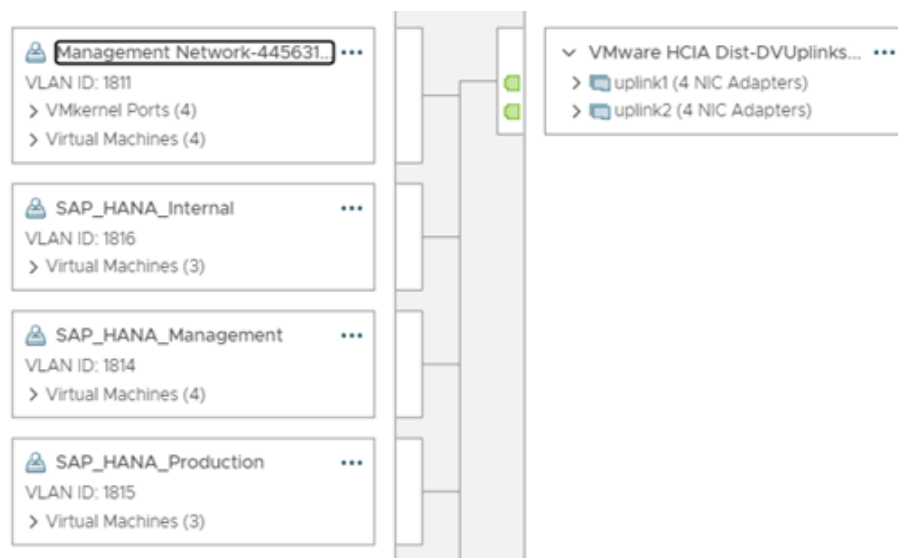 Management Network-445631...
VLAN ID: 1811
VMkernel Ports (4)
Virtual Machines (4)
SAP_HANA_Internal
VLAN ID: 1816
Virtual Machines (3)
SAP_HANA_Management
VLAN ID: 1814
Virtual Machines (4)
SAP_HANA_Production
VLAN ID: 1815
Virtual Machines (3)
VMware HCIA Dist-DVUplinks...
uplink1 (4 NIC Adapters)
uplink2 (4 NIC Adapters)